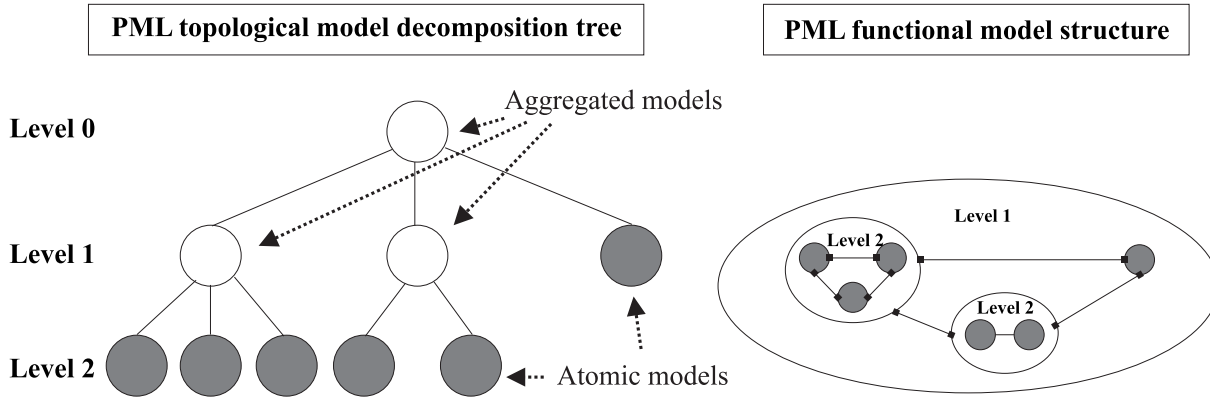 PML topological model decomposition tree
PML functional model structure
Aggregated models
Level 0
Level 1
Level 2
Atomic models
Level 1
Level 2
Level 2